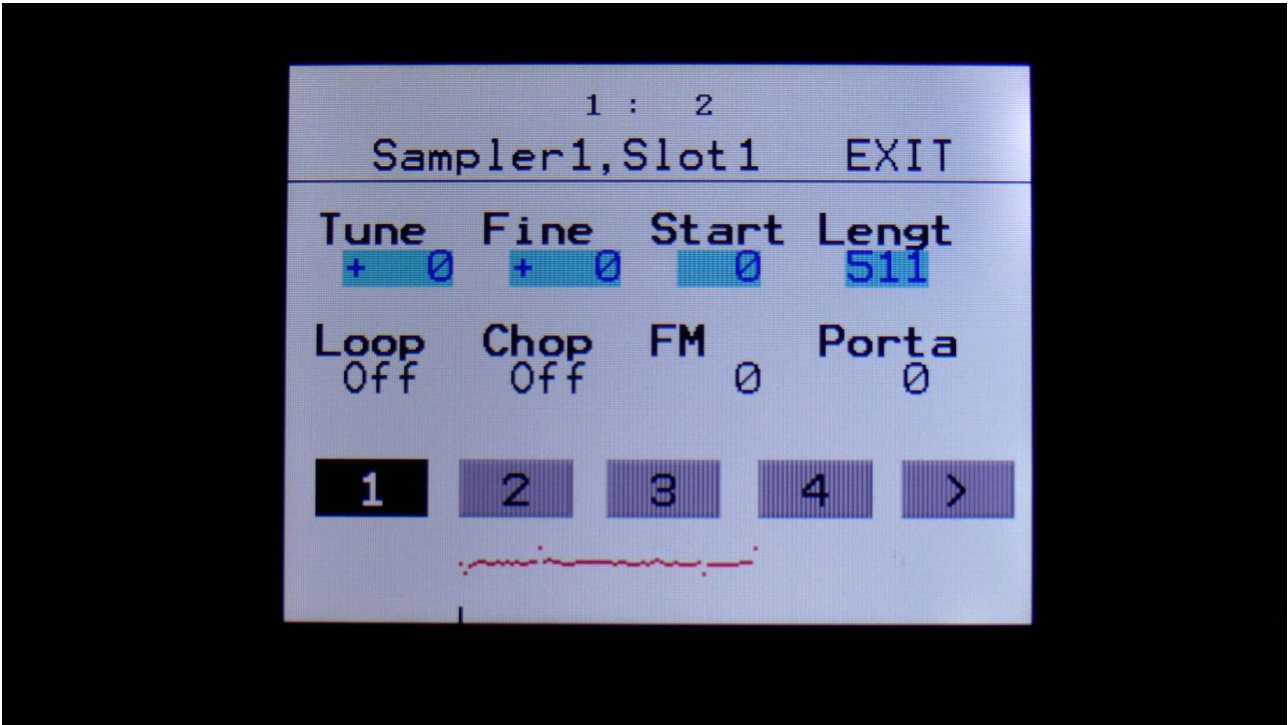 1 : 2
Sampler1,Slot1 EXIT
Tune Fine Start Lengt
+ 0 + 0 0 511
Loop Chop FM Porta
Off Off 0 0
1 2 3 4 >